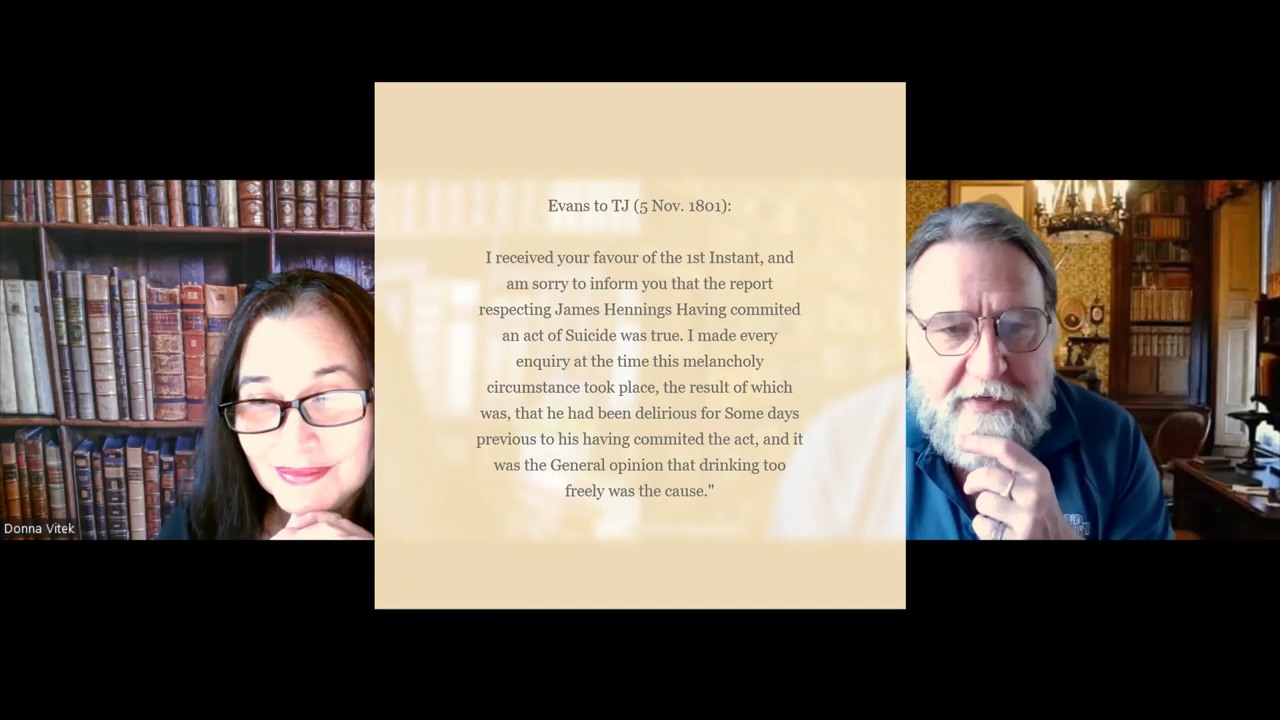 Evans to TJ (5 Nov. 1801):
I received your favour of the 1st Instant, and
am sorry to inform you that the report
respecting James Hennings Having commited
an act of Suicide was true. I made every
enquiry at the time this melancholy
circumstance took place, the result of which
was, that he had been delirious for Some days
previous to his having commited the act, and it
was the General opinion that drinking too
freely was the cause."
Donna Vitek